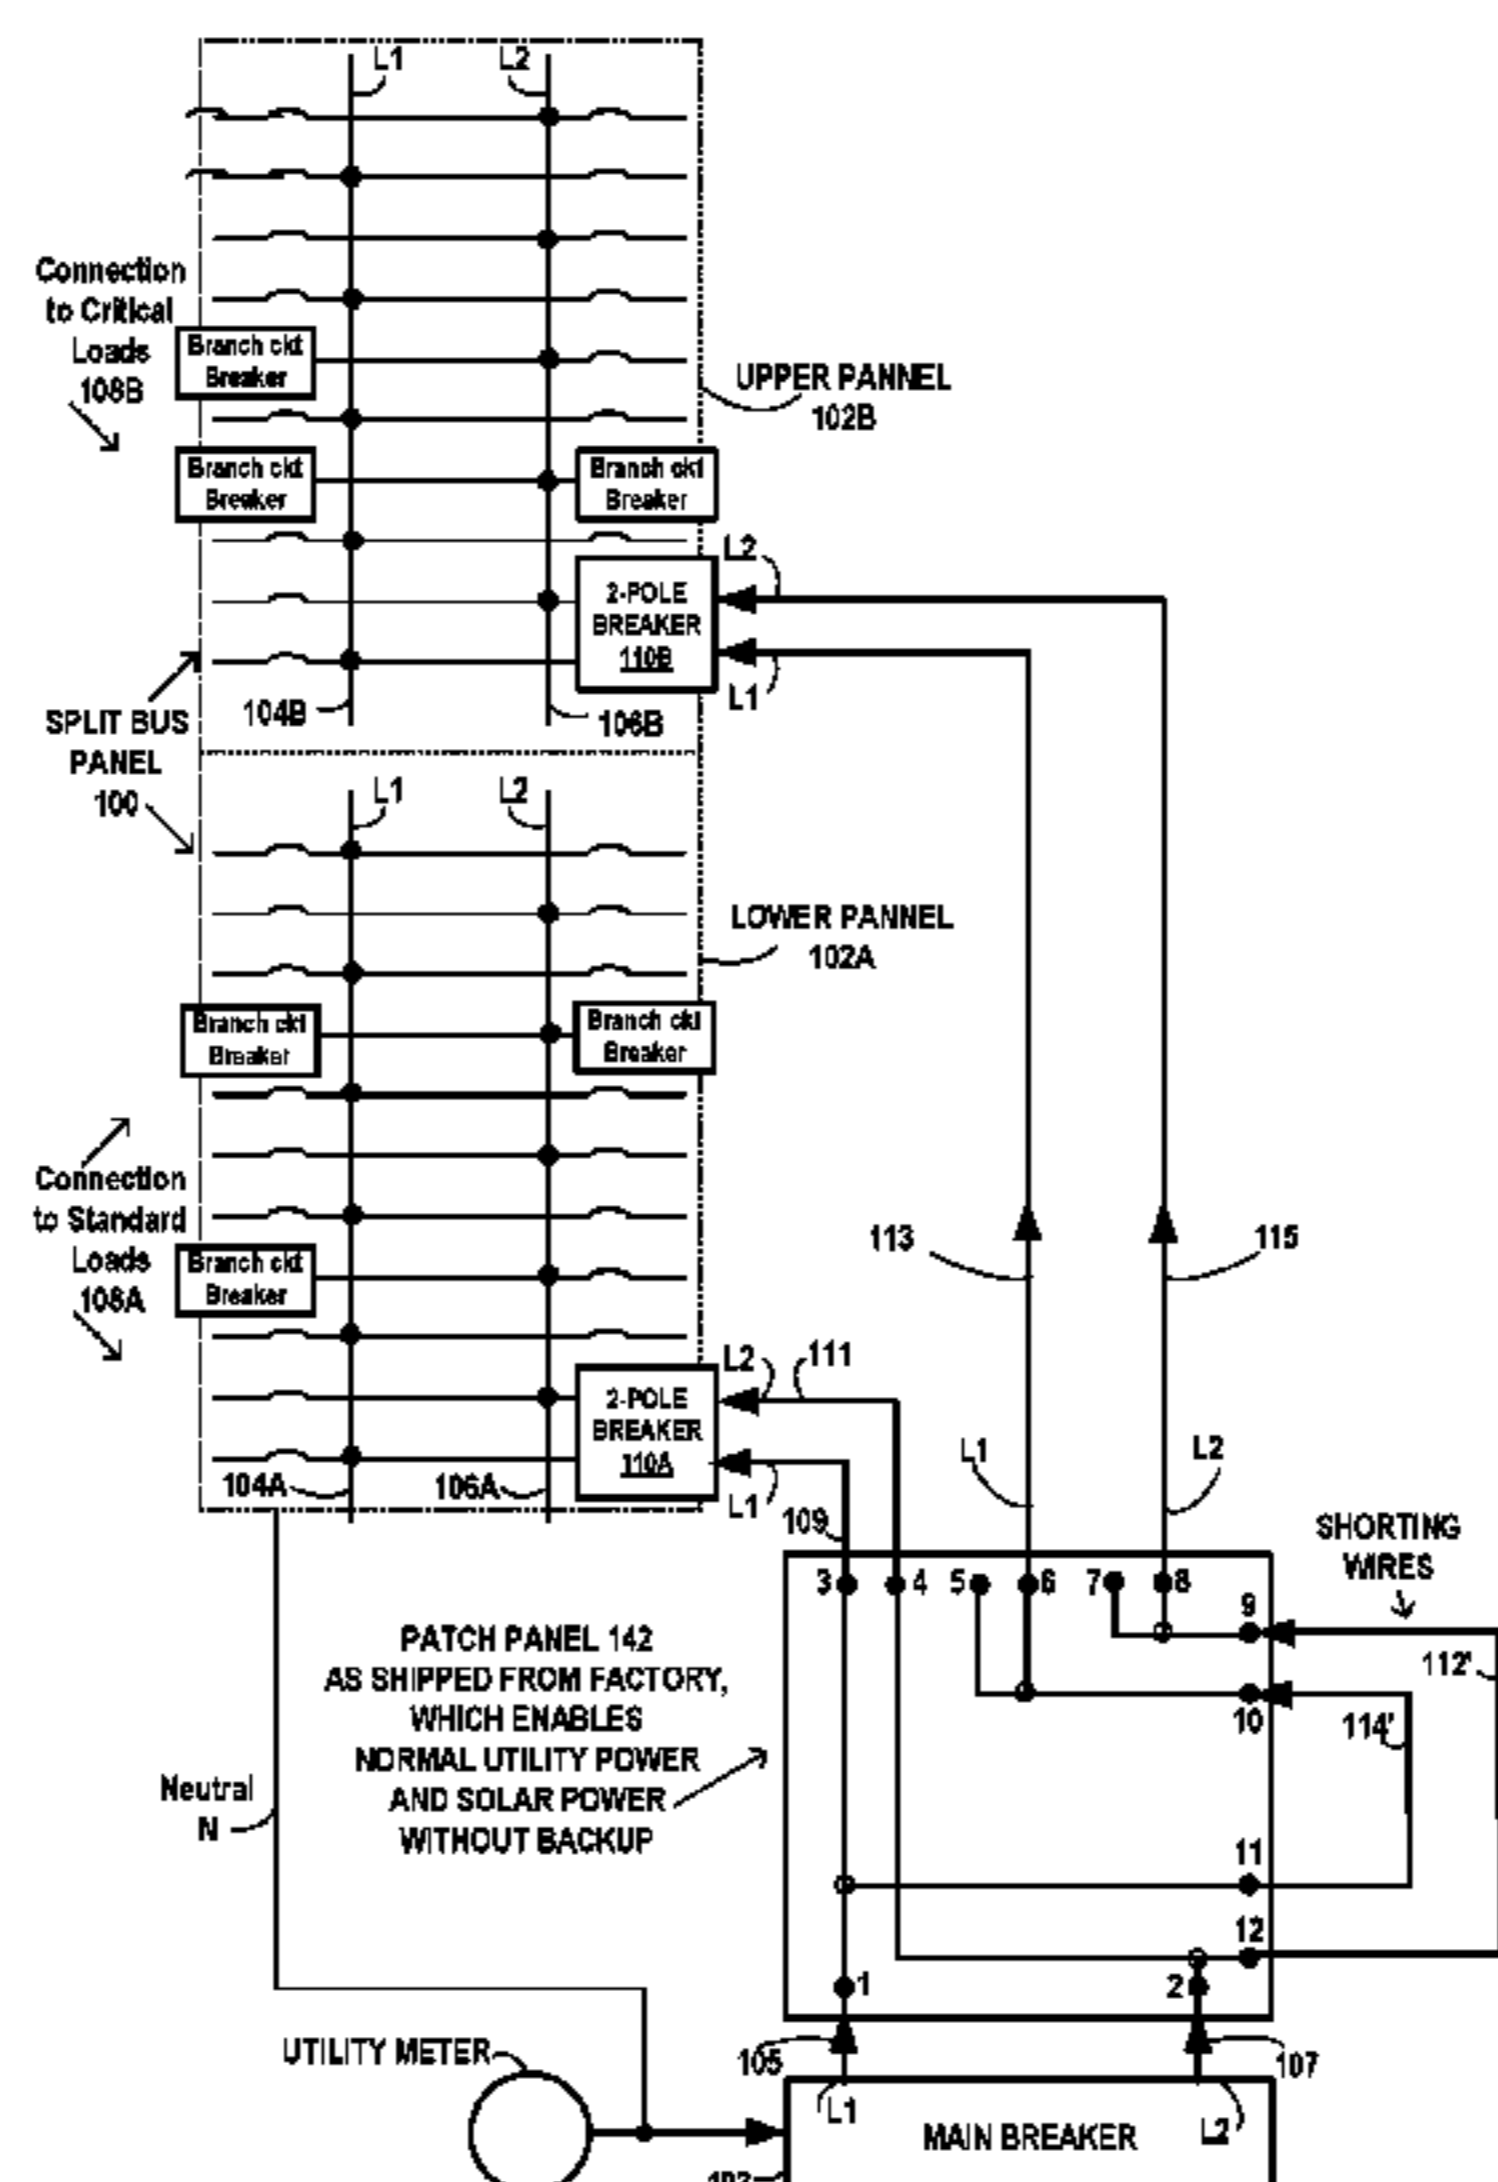 L1
L2
Connection
to Critical
Loads
108B
Branch ckt
Breaker
UPPER PANNEL
102B
Branch ckt
Breaker
Branch ckt
Breaker
L2
2-POLE
BREAKER
110B
L1
104B
106B
SPLIT BUS
PANEL
100
L1
L2
LOWER PANNEL
102A
Branch ckt
Breaker
Branch ckt
Breaker
Connection
to Standard
Loads
108A
Branch ckt
Breaker
113
115
L2
111
2-POLE
BREAKER
110A
L1
104A
106A
109
L1
L2
SHORTING
WIRES
3
4
5
6
7
8
9
10
11
12
1
2
112'
114'
PATCH PANEL 142
AS SHIPPED FROM FACTORY,
WHICH ENABLES
NORMAL UTILITY POWER
AND SOLAR POWER
WITHOUT BACKUP
Neutral
N
UTILITY METER
105
107
L1
L2
MAIN BREAKER